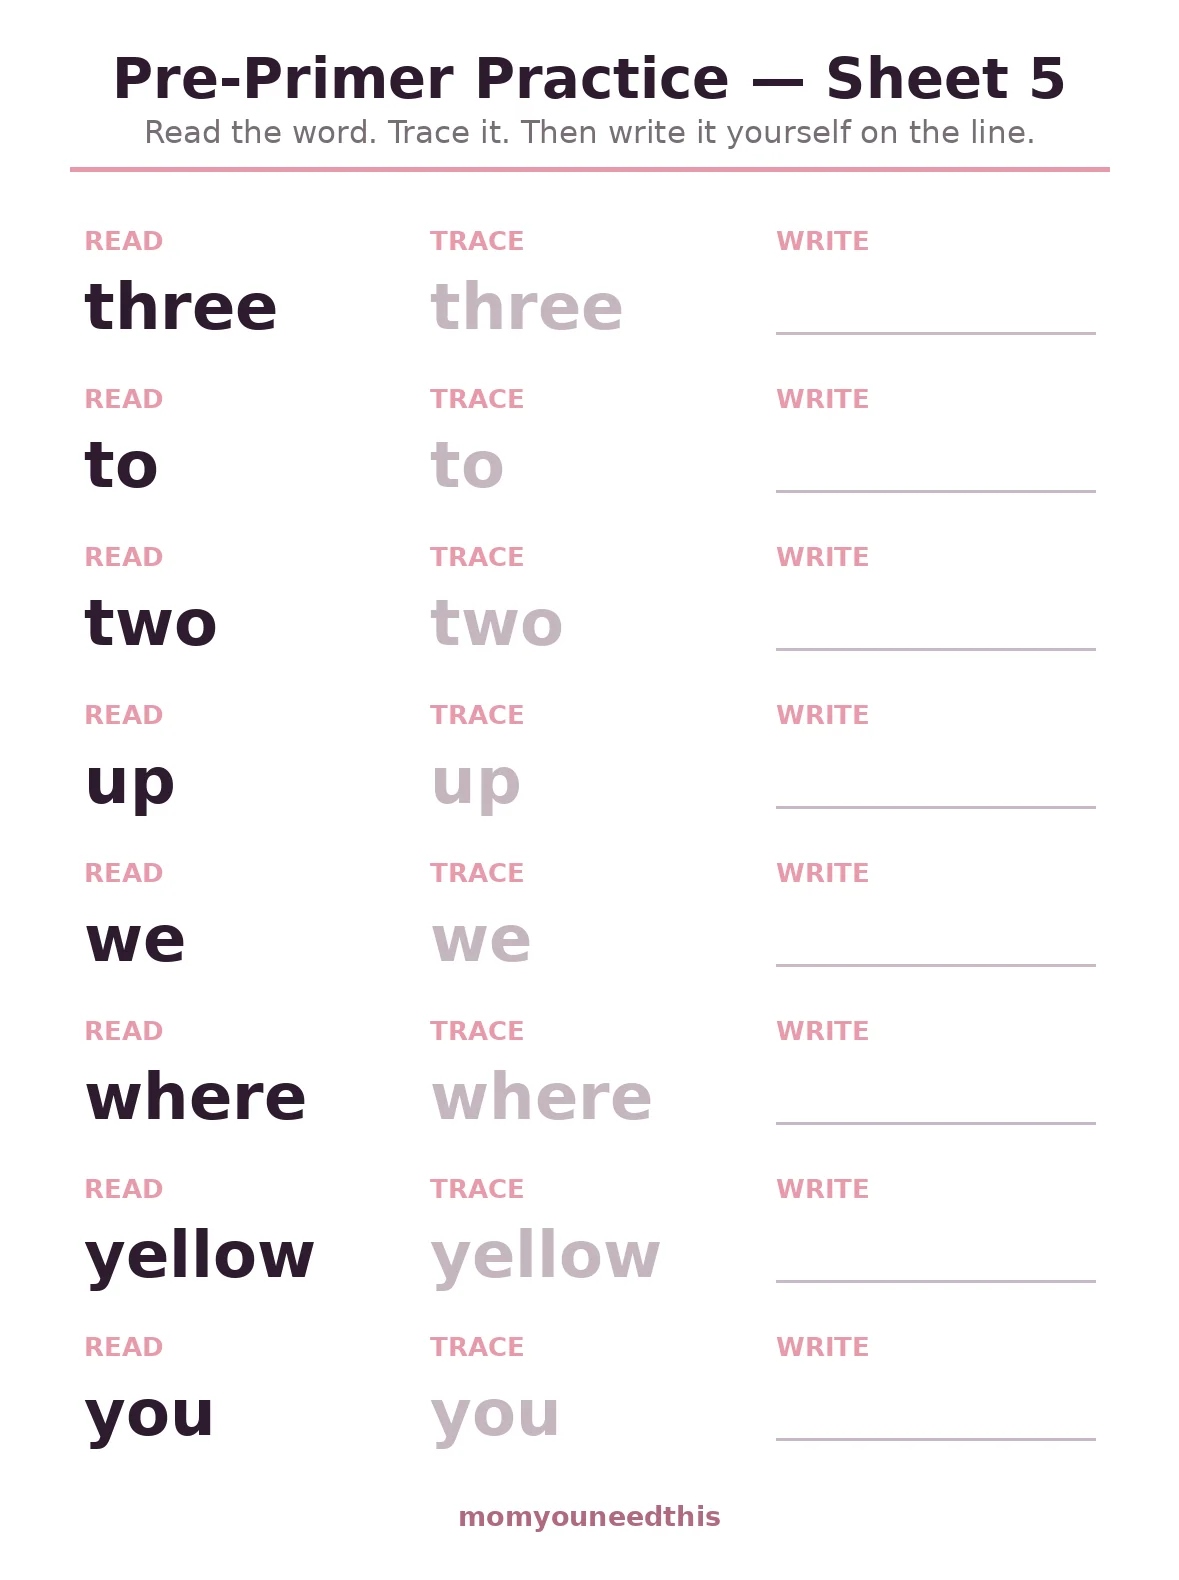 Pre-Primer Practice — Sheet 5
Read the word. Trace it. Then write it yourself on the line.
READ TRACE WRITE
three three
READ TRACE WRITE
to to
READ TRACE WRITE
two two
READ TRACE WRITE
up up
READ TRACE WRITE
we we
READ TRACE WRITE
where where
READ TRACE WRITE
yellow yellow
READ TRACE WRITE
you you
momyouneedthis